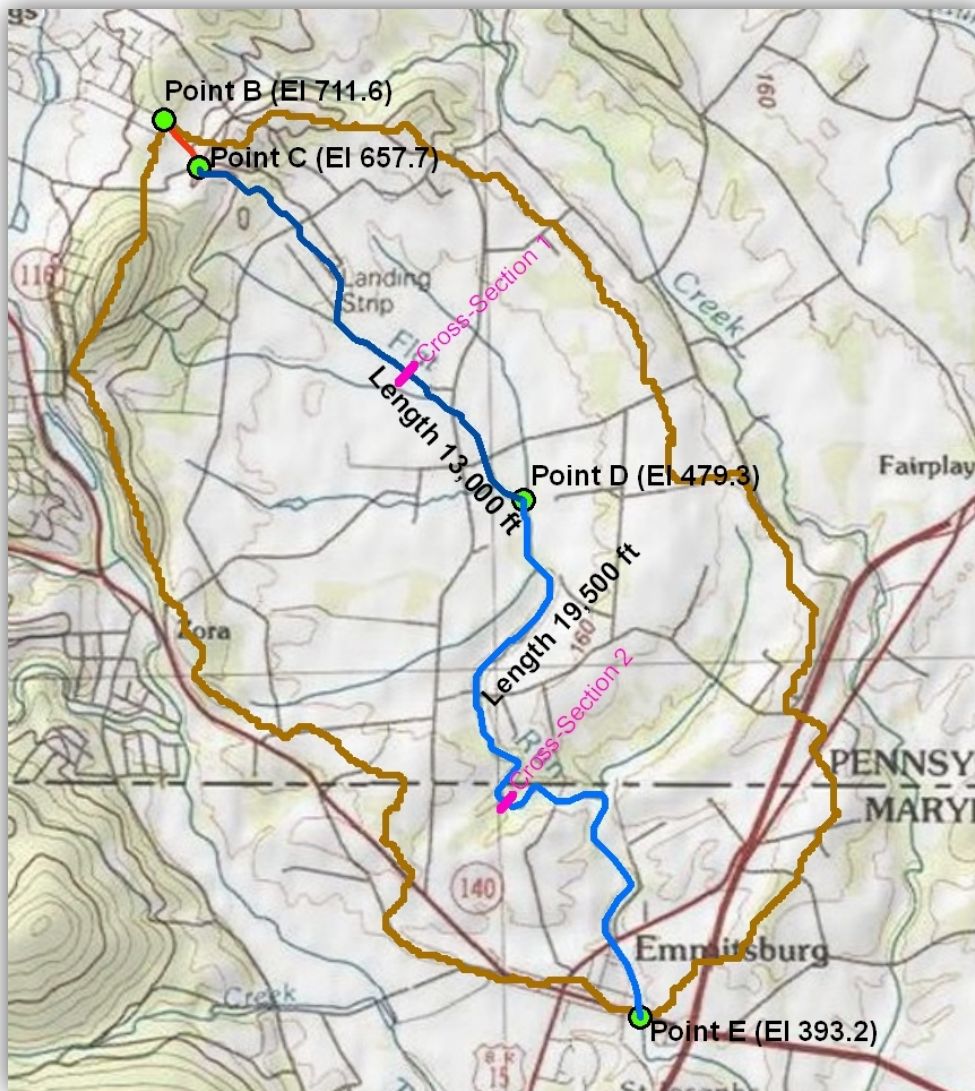 gs
Point B (El 711.6)
160
Point C (El 657.7)
116
Landing
Strip
Cross-Section 1
Creek
Length 13,000 ft
Point D (El 479.3)
Fairplay
Length 19,500 ft
160
Zora
Cross-Section 2
PENNSY
MARYL
140
Emmitsburg
Creek
Point E (El 393.2)
U S
15